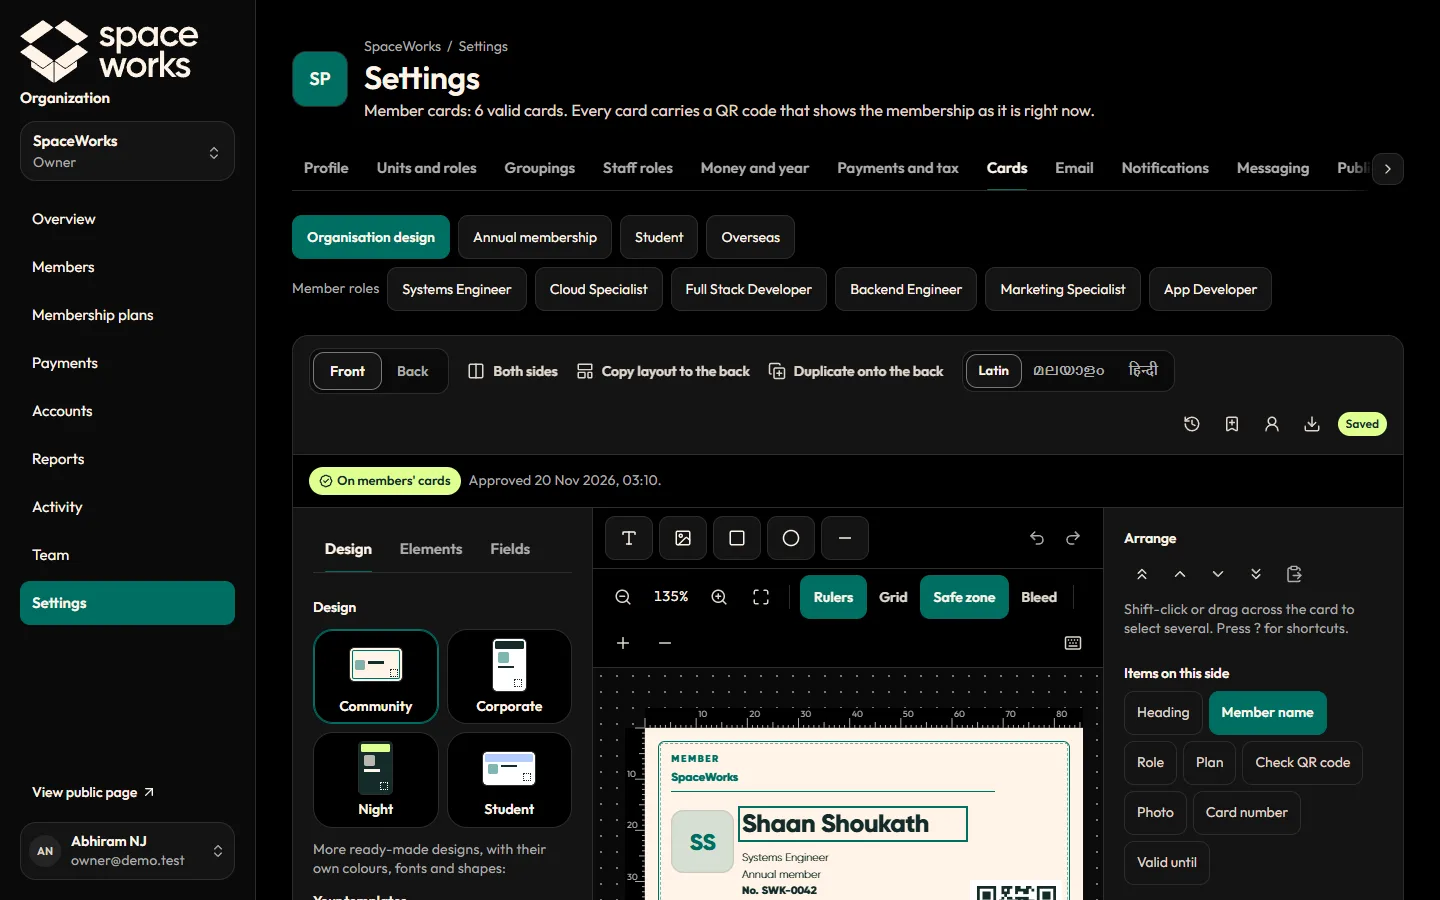 space
works
Organization
SpaceWorks
Owner
Overview
Members
Membership plans
Payments
Accounts
Reports
Activity
Team
Settings
View public page
AN
Abhiram NJ
owner@demo.test
SP
SpaceWorks / Settings
Settings
Member cards: 6 valid cards. Every card carries a QR code that shows the membership as it is right now.
Profile Units and roles Groupings Staff roles Money and year Payments and tax Cards Email Notifications Messaging
Organisation design Annual membership Student Overseas
Member roles Systems Engineer Cloud Specialist Full Stack Developer Backend Engineer Marketing Specialist App Developer
Front Back Both sides Copy layout to the back Duplicate onto the back Latin മലയാളം हिन्दी
Saved
On members' cards Approved 20 Nov 2026, 03:10.
Design Elements Fields
Design
Community Corporate
Night Student
More ready-made designs, with their
own colours, fonts and shapes:
Your templates
135% Rulers Grid Safe zone Bleed
10 20 30 40 50 60 70 80
10
20
30
MEMBER
SpaceWorks
SS
Shaan Shoukath
Systems Engineer
Annual member
No. SWK-0042
Arrange
Shift-click or drag across the card to
select several. Press ? for shortcuts.
Items on this side
Heading Member name
Role Plan Check QR code
Photo Card number
Valid until